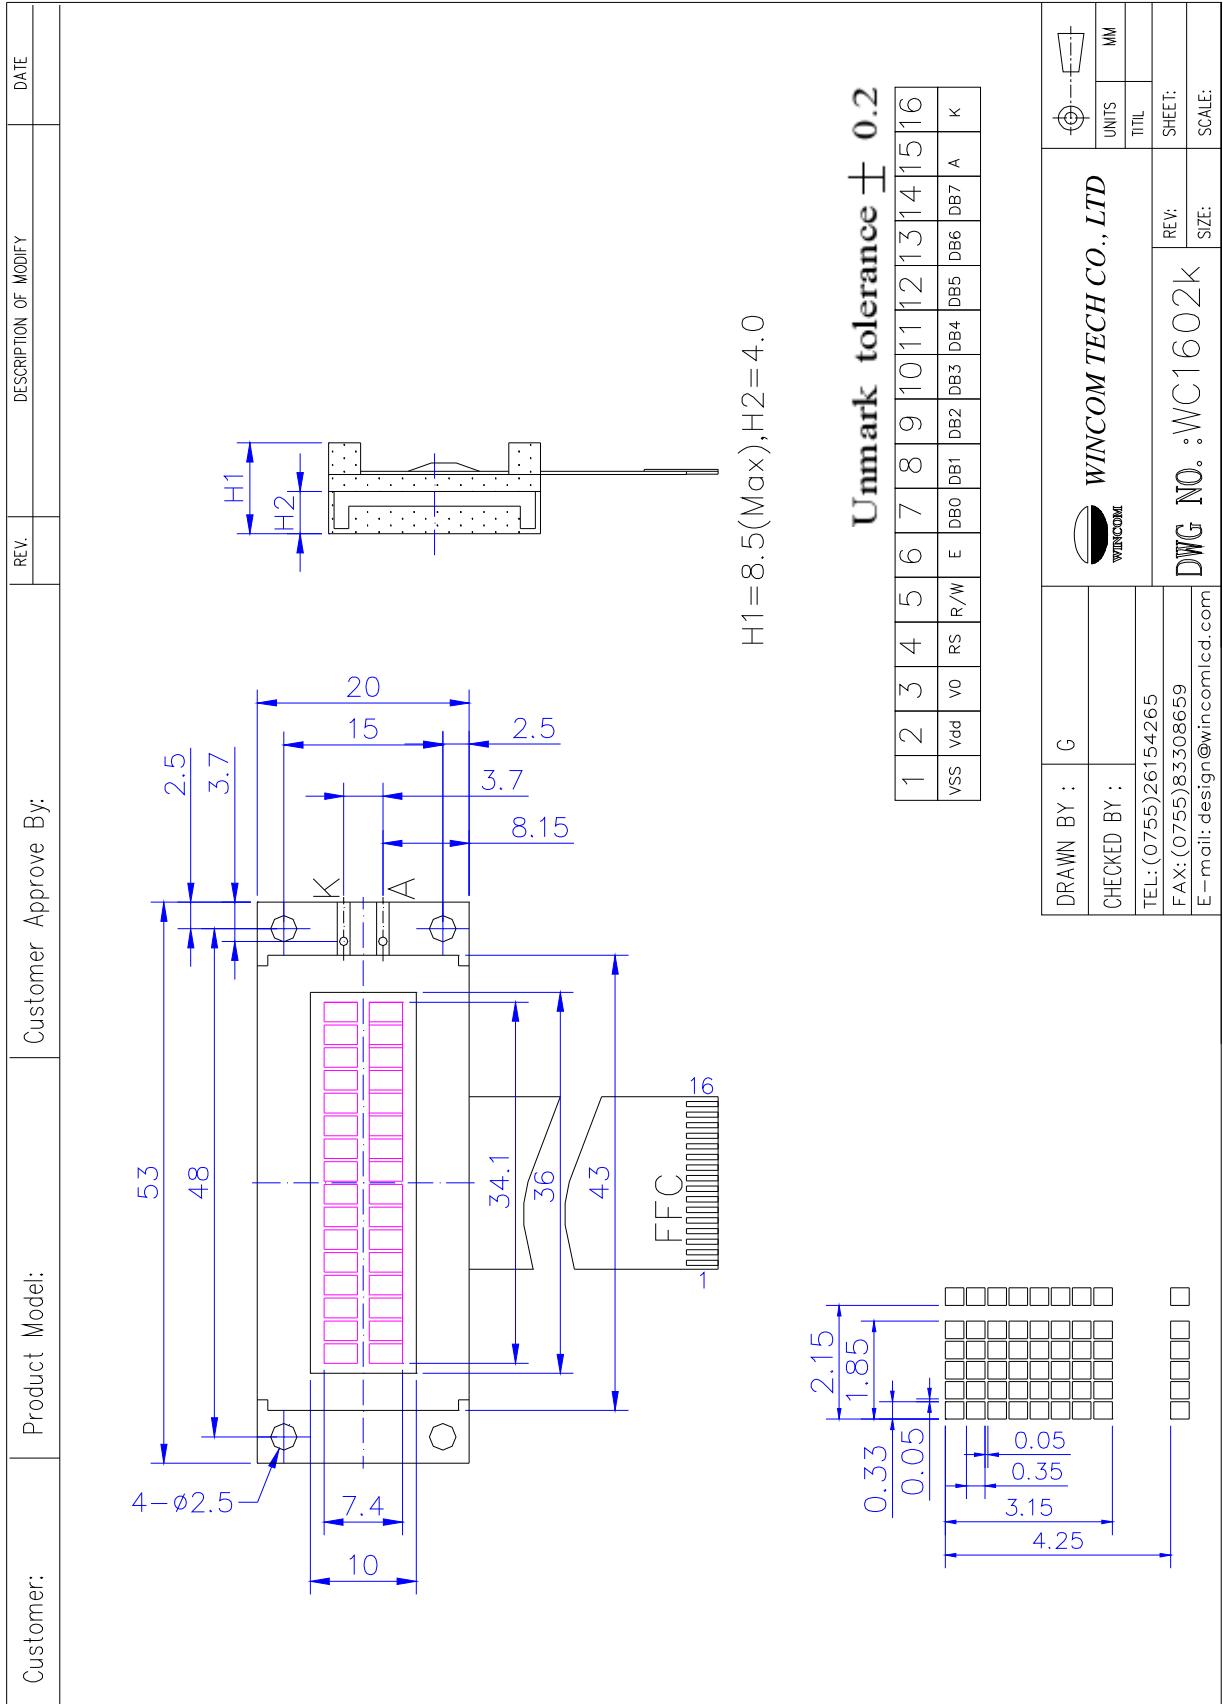 Customer:
Product Model:
Customer Approve By:
REV.
DESCRIPTION OF MODIFY
DATE
53
48
2.5
3.7
20
15
2.5
3.7
8.15
K
A
34.1
36
43
FFC
16
1
4-ø2.5
7.4
10
H1
H2
H1=8.5(Max),H2=4.0
Unmark tolerance ± 0.2
1 2 3 4 5 6 7 8 9 10 11 12 13 14 15 16
VSS Vdd V0 RS R/W E DB0 DB1 DB2 DB3 DB4 DB5 DB6 DB7 A K
2.15
1.85
0.33
0.05
0.05
0.35
3.15
4.25
DRAWN BY : G
CHECKED BY :
TEL:(0755)26154265
FAX:(0755)83308659
E-mail:design@wincomlcd.com
WINCOM
WINCOM TECH CO.,LTD
DWG NO. :WC1602k
UNITS MM
TITIL
REV: SHEET:
SIZE: SCALE: